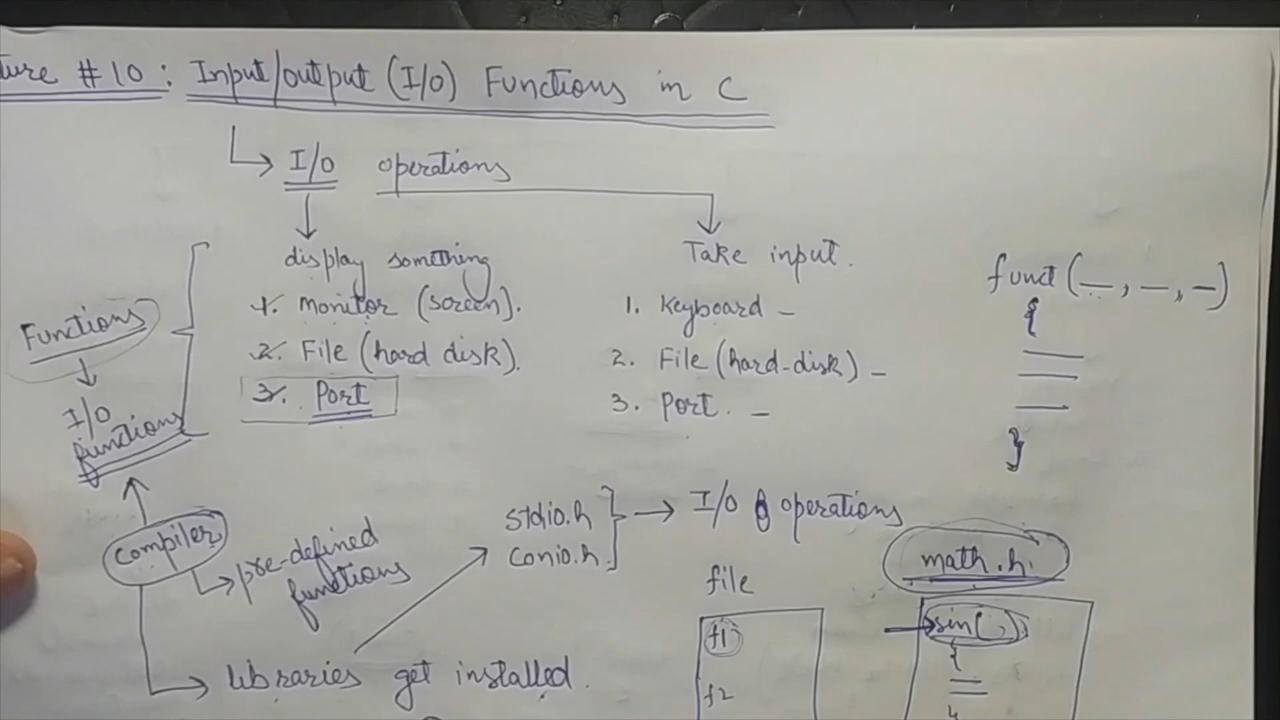 ture #10: Input/output (I/O) Functions in C
I/O operations
display something
1. Monitor (screen).
2. File (hard disk).
3. Port
Take input.
1. Keyboard -
2. File (hard-disk) -
3. Port. -
funct(_, _, _)
{
}
Functions
I/O
functions
Compiler
pre-defined
functions
libraries get installed.
stdio.h
conio.h
} → I/O operations
file
f1
f2
math.h
sin( )
{